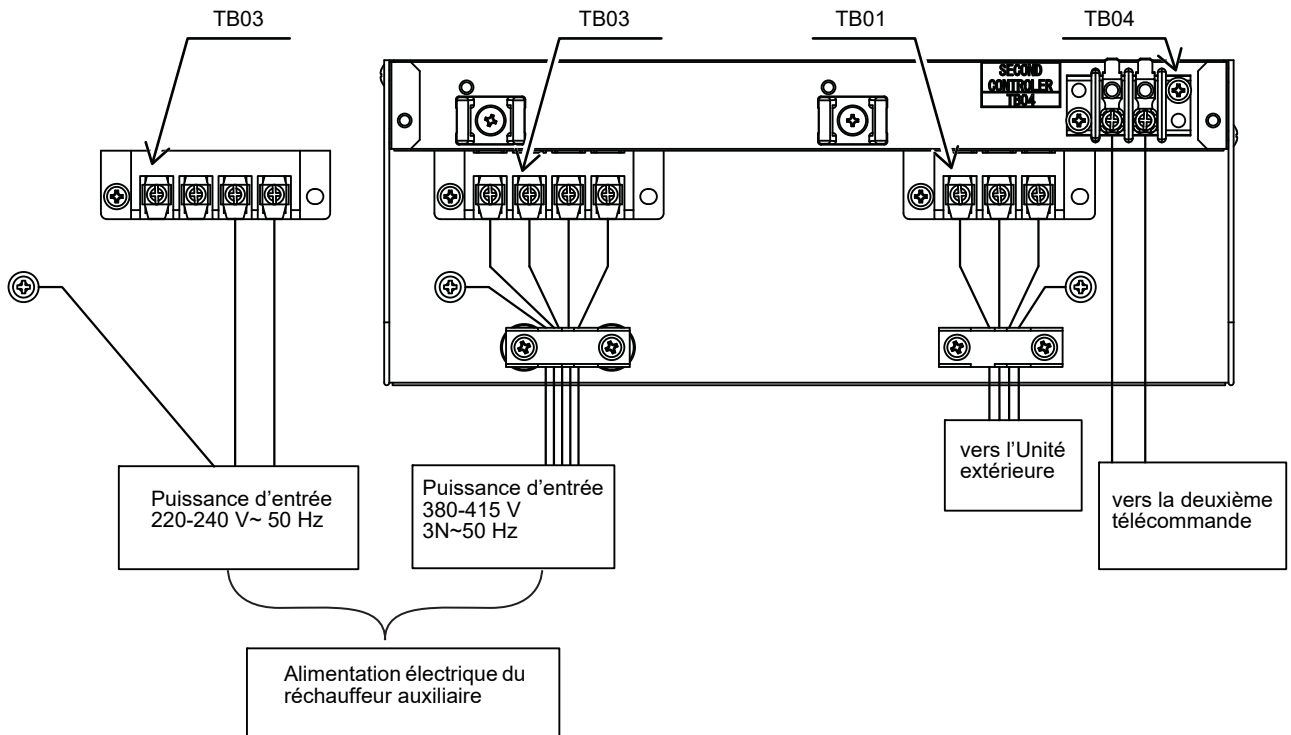 TB03
TB03
TB01
TB04
SECOND
CONTROLER
TB04
Puissance d’entrée
220-240 V~ 50 Hz
Puissance d’entrée
380-415 V
3N~50 Hz
vers l’Unité
extérieure
vers la deuxième
télécommande
Alimentation électrique du
réchauffeur auxiliaire